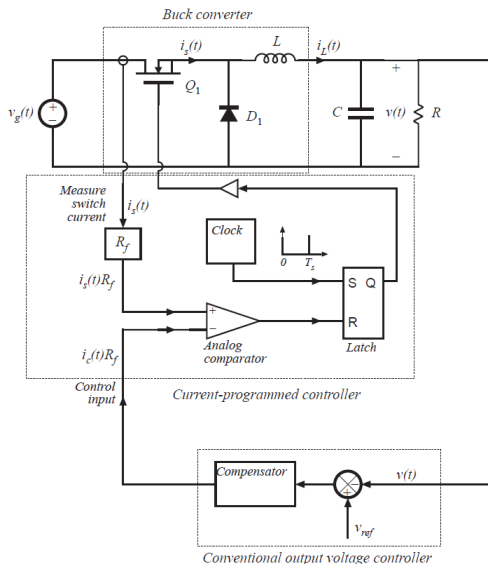 Buck converter
i_s(t)
L
i_L(t)
Q_1
v_g(t)
+
−
D_1
C
+
v(t)
−
R
Measure
switch
current
i_s(t)
R_f
Clock
0
T_s
i_s(t)R_f
+
−
S Q
R
Analog
comparator
Latch
i_c(t)R_f
Control
input
Current-programmed controller
Compensator
−
+
v(t)
v_ref
Conventional output voltage controller